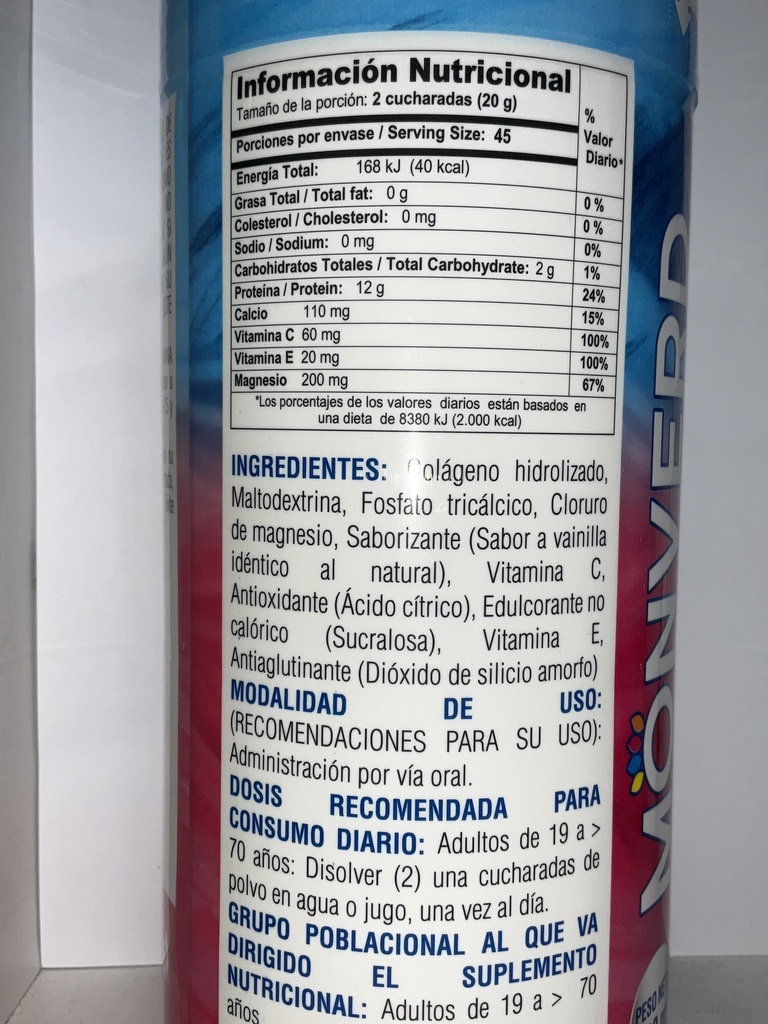 Información Nutricional
Tamaño de la porción: 2 cucharadas (20 g)
Porciones por envase / Serving Size: 45
% Valor Diario*
Energía Total: 168 kJ (40 kcal)
Grasa Total / Total fat: 0 g 0 %
Colesterol / Cholesterol: 0 mg 0 %
Sodio / Sodium: 0 mg 0%
Carbohidratos Totales / Total Carbohydrate: 2 g 1%
Proteína / Protein: 12 g 24%
Calcio 110 mg 15%
Vitamina C 60 mg 100%
Vitamina E 20 mg 100%
Magnesio 200 mg 67%
*Los porcentajes de los valores diarios están basados en
una dieta de 8380 kJ (2.000 kcal)
INGREDIENTES: Colágeno hidrolizado,
Maltodextrina, Fosfato tricálcico, Cloruro
de magnesio, Saborizante (Sabor a vainilla
idéntico al natural), Vitamina C,
Antioxidante (Ácido cítrico), Edulcorante no
calórico (Sucralosa), Vitamina E,
Antiaglutinante (Dióxido de silicio amorfo)
MODALIDAD DE USO:
(RECOMENDACIONES PARA SU USO):
Administración por vía oral.
DOSIS RECOMENDADA PARA
CONSUMO DIARIO: Adultos de 19 a >
70 años: Disolver (2) una cucharadas de
polvo en agua o jugo, una vez al día.
GRUPO POBLACIONAL AL QUE VA
DIRIGIDO EL SUPLEMENTO
NUTRICIONAL: Adultos de 19 a > 70
años
MÖNVERD
PESO